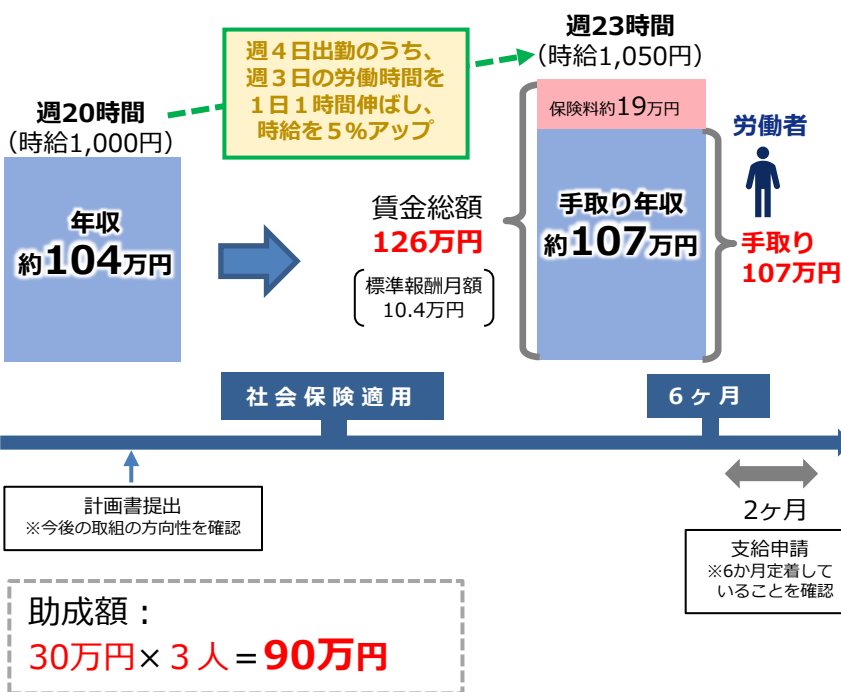 週20時間
（時給1,000円）
年収
約104万円
週４日出勤のうち、
週３日の労働時間を
１日１時間伸ばし、
時給を５％アップ
週23時間
（時給1,050円）
保険料約19万円
賃金総額
126万円
標準報酬月額
10.4万円
手取り年収
約107万円
労働者
手取り
107万円
社会保険適用
６ヶ月
計画書提出
※今後の取組の方向性を確認
2ヶ月
支給申請
※6か月定着して
いることを確認
助成額：
30万円×３人＝90万円